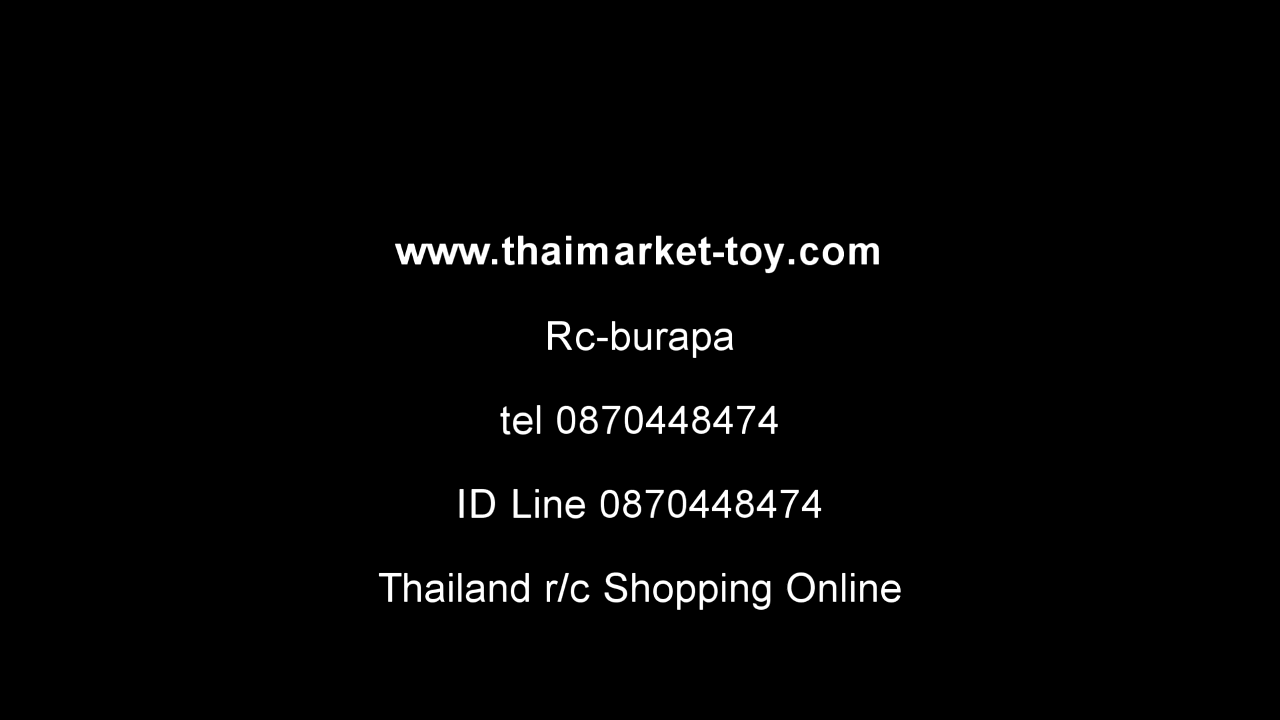 www.thaimarket-toy.com
Rc-burapa
tel 0870448474
ID Line 0870448474
Thailand r/c Shopping Online